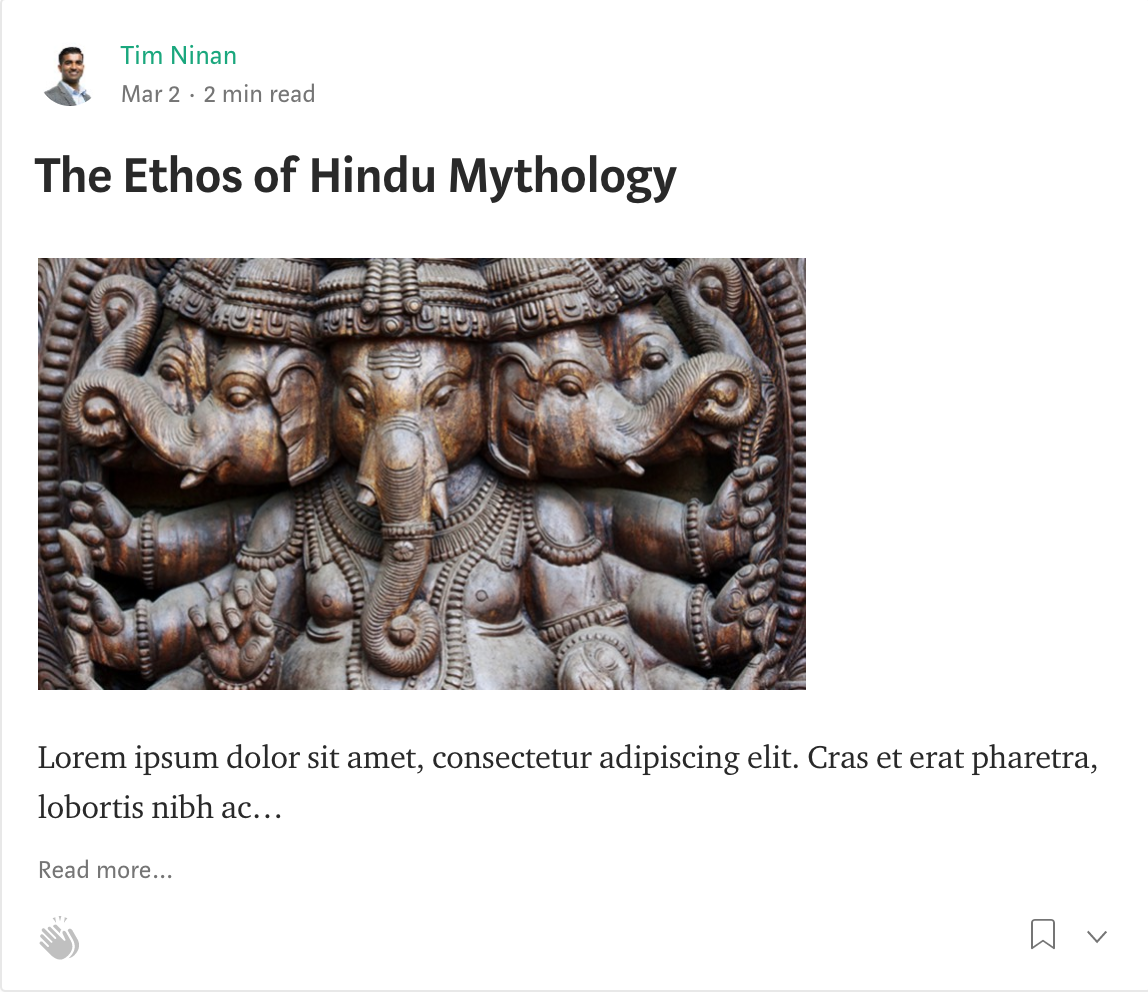 Tim Ninan
Mar 2 · 2 min read
The Ethos of Hindu Mythology
Lorem ipsum dolor sit amet, consectetur adipiscing elit. Cras et erat pharetra,
lobortis nibh ac…
Read more…